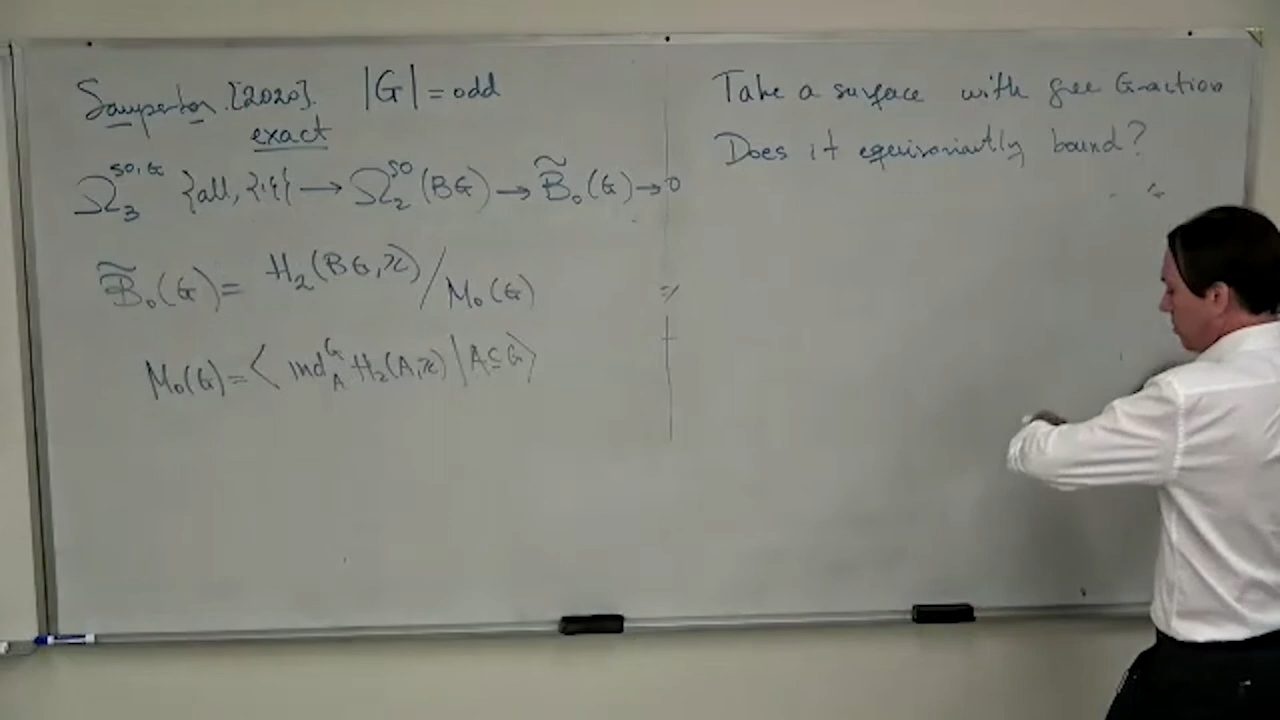 Samperton [2020]. |G| = odd
exact
Ω₃^{SO,G} {all, {1}} → Ω₂^{SO}(BG) → B̃₀(G) → 0
B̃₀(G) = H₂(BG, ℤ) / M₀(G)
M₀(G) = ⟨ ind_A^G H₂(A, ℤ) | A ⊆ G ⟩
Take a surface with free G-action
Does it equivariantly bound?